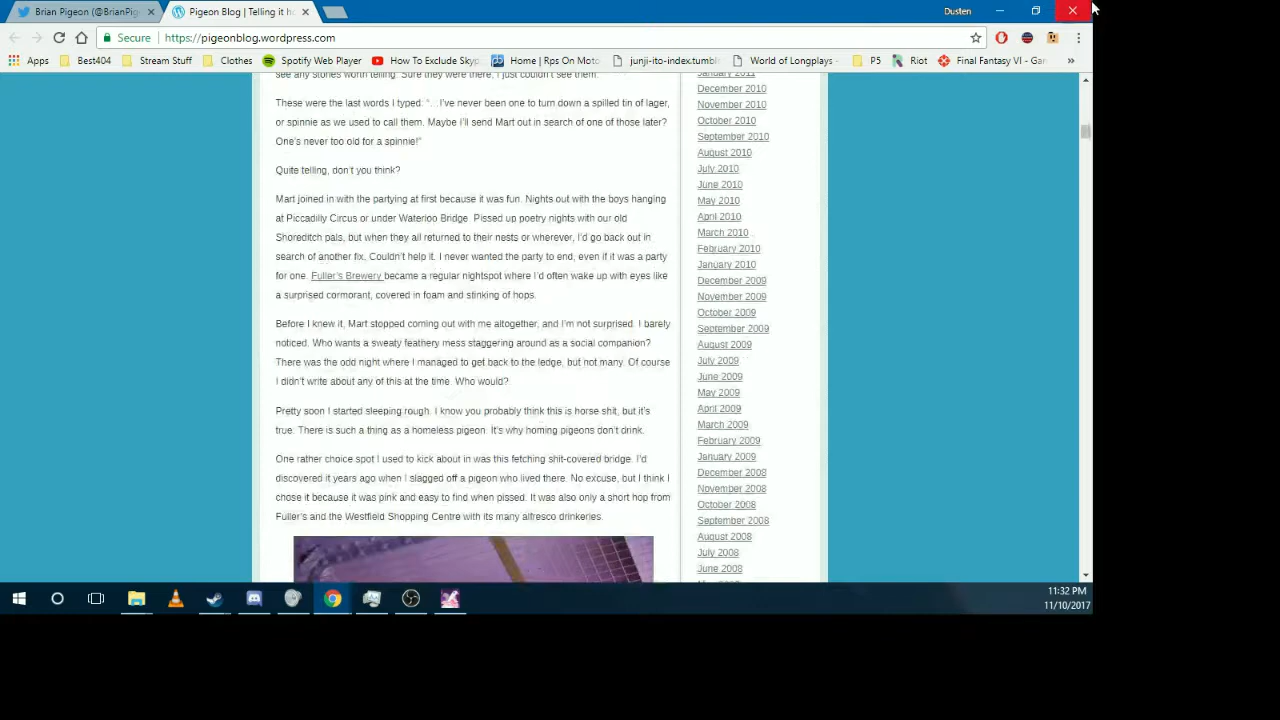 Brian Pigeon (@BrianPig
Pigeon Blog | Telling it h
Dusten
Secure
https://pigeonblog.wordpress.com
Apps
Best404
Stream Stuff
Clothes
Spotify Web Player
How To Exclude Skyp
Home | Rps On Moto
junji-ito-index.tumbl
World of Longplays -
P5
Riot
Final Fantasy VI - Gar
»
see any stories worth telling. Sure they were there, I just couldn't see them.
These were the last words I typed: "…I've never been one to turn down a spilled tin of lager,
or spinnie as we used to call them. Maybe I'll send Mart out in search of one of those later?
One's never too old for a spinnie!"
Quite telling, don't you think?
Mart joined in with the partying at first because it was fun. Nights out with the boys hanging
at Piccadilly Circus or under Waterloo Bridge. Pissed up poetry nights with our old
Shoreditch pals, but when they all returned to their nests or wherever, I'd go back out in
search of another fix. Couldn't help it. I never wanted the party to end, even if it was a party
for one. Fuller's Brewery became a regular nightspot where I'd often wake up with eyes like
a surprised cormorant, covered in foam and stinking of hops.
Before I knew it, Mart stopped coming out with me altogether, and I'm not surprised. I barely
noticed. Who wants a sweaty feathery mess staggering around as a social companion?
There was the odd night where I managed to get back to the ledge, but not many. Of course
I didn't write about any of this at the time. Who would?
Pretty soon I started sleeping rough. I know you probably think this is horse shit, but it's
true. There is such a thing as a homeless pigeon. It's why homing pigeons don't drink.
One rather choice spot I used to kick about in was this fetching shit-covered bridge. I'd
discovered it years ago when I slagged off a pigeon who lived there. No excuse, but I think I
chose it because it was pink and easy to find when pissed. It was also only a short hop from
Fuller's and the Westfield Shopping Centre with its many alfresco drinkeries.
January 2011
December 2010
November 2010
October 2010
September 2010
August 2010
July 2010
June 2010
May 2010
April 2010
March 2010
February 2010
January 2010
December 2009
November 2009
October 2009
September 2009
August 2009
July 2009
June 2009
May 2009
April 2009
March 2009
February 2009
January 2009
December 2008
November 2008
October 2008
September 2008
August 2008
July 2008
June 2008
11:32 PM
11/10/2017